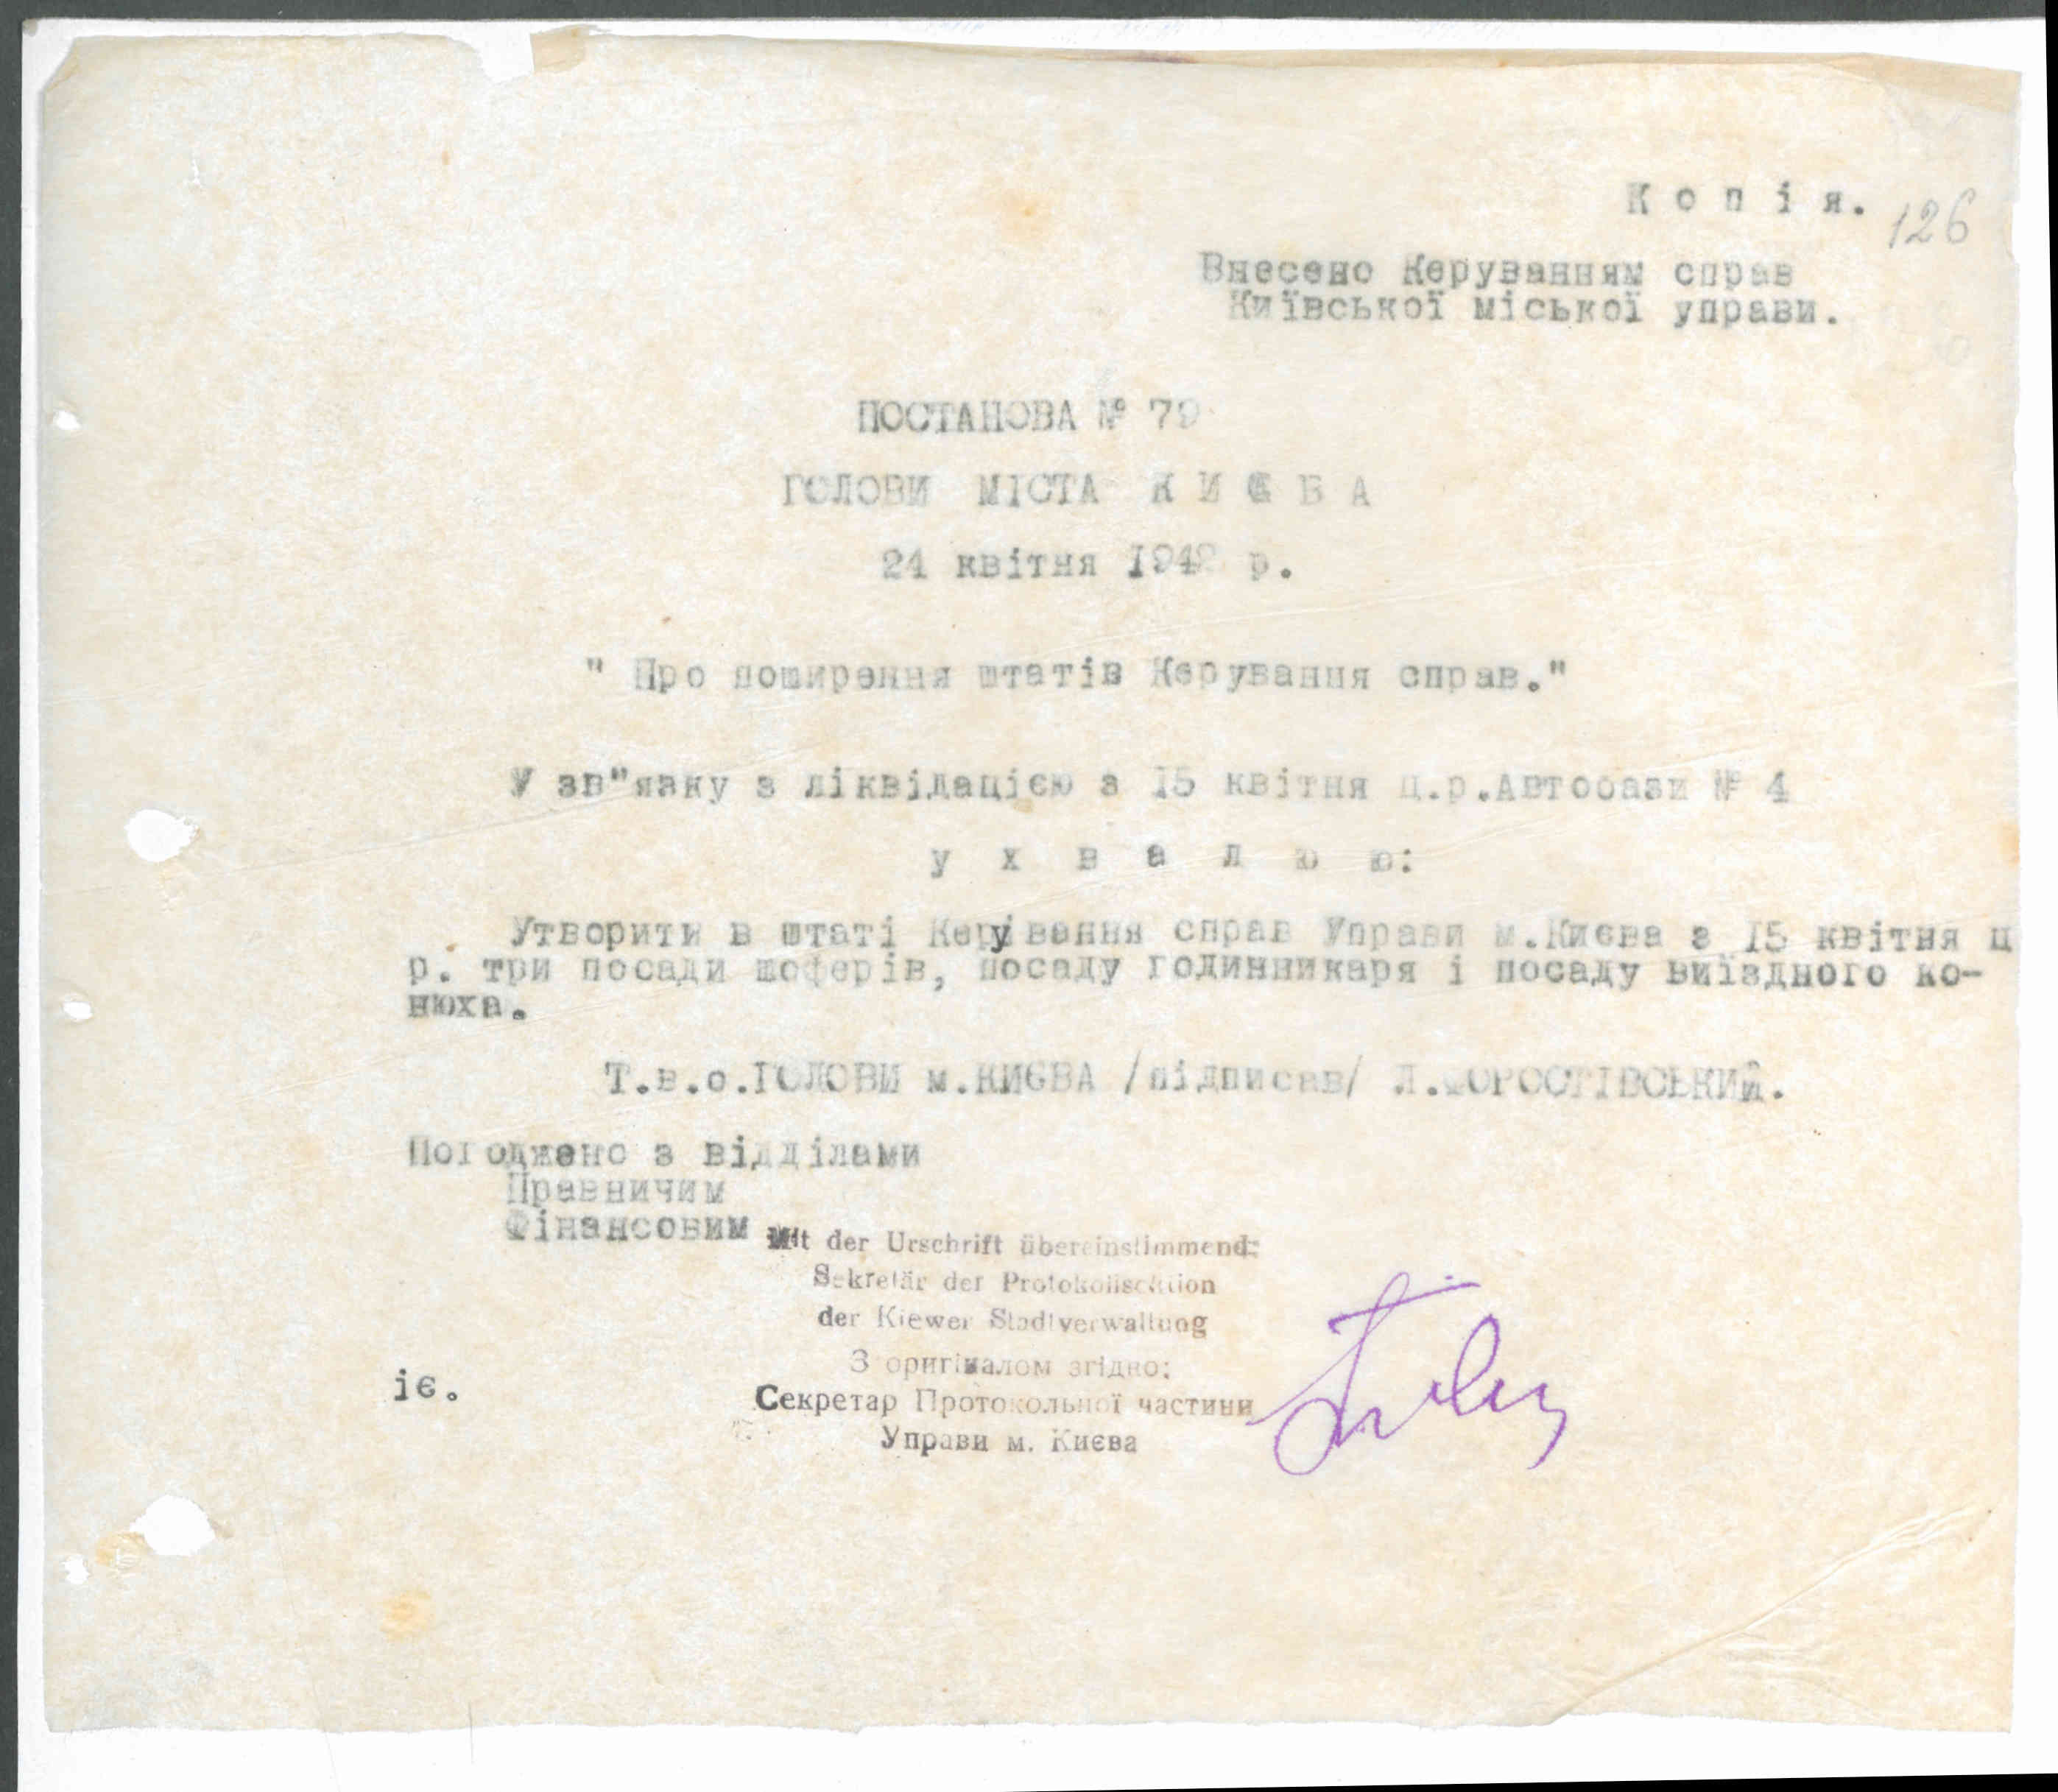 Копія.
126
Внесено Керуванням справ
Київської міської управи.
ПОСТАНОВА № 79
ГОЛОВИ МІСТА КИЄВА
24 квітня 1942 р.
" Про поширення штатів Керування справ."
У зв"язку з ліквідацією з 15 квітня ц.р.Автобази № 4
у х в а л ю ю:
Утворити в штаті Керування справ Управи м.Києва з 15 квітня ц
р. три посади шоферів, посаду годинникаря і посаду виїздного ко-
нюха.
Т.в.о.ГОЛОВИ м.КИЄВА /підписав/ Л.ФОРОСТІВСЬКИЙ.
Погоджено з відділами
Правничим
Фінансовим
Mit der Urschrift übereinstimmend:
Sekretär der Protokollsektion
der Kiewer Stadtverwaltung
З оригіналом згідно:
іє.
Секретар Протокольної частини
Управи м. Києва